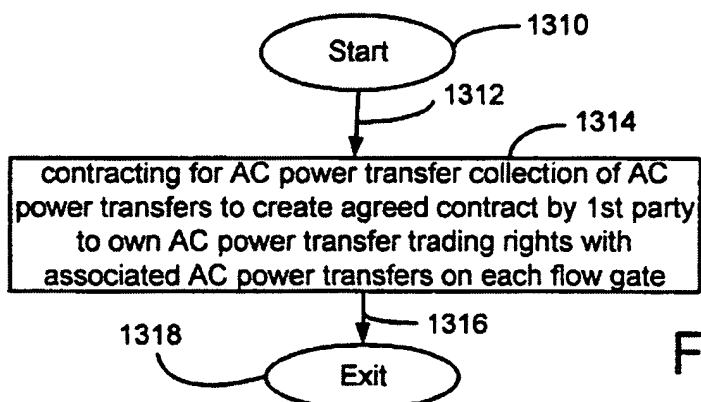 1310
Start
1312
1314
contracting for AC power transfer collection of AC
power transfers to create agreed contract by 1st party
to own AC power transfer trading rights with
associated AC power transfers on each flow gate
1316
1318
F
Exit